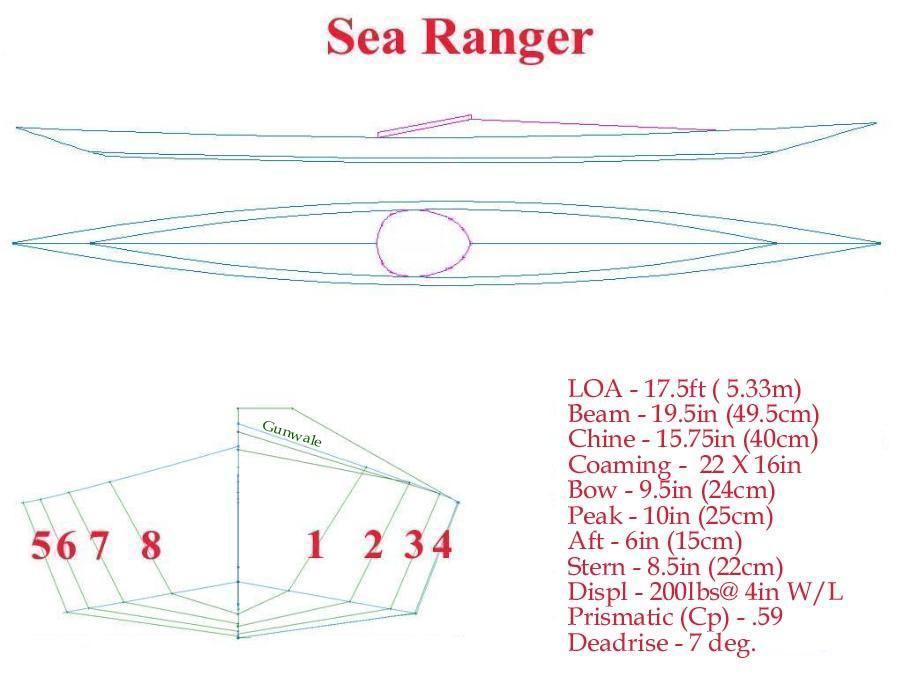 Sea Ranger
Gunwale
5 6 7 8 1 2 3 4
LOA - 17.5ft ( 5.33m)
Beam - 19.5in (49.5cm)
Chine - 15.75in (40cm)
Coaming - 22 X 16in
Bow - 9.5in (24cm)
Peak - 10in (25cm)
Aft - 6in (15cm)
Stern - 8.5in (22cm)
Displ - 200lbs@ 4in W/L
Prismatic (Cp) - .59
Deadrise - 7 deg.